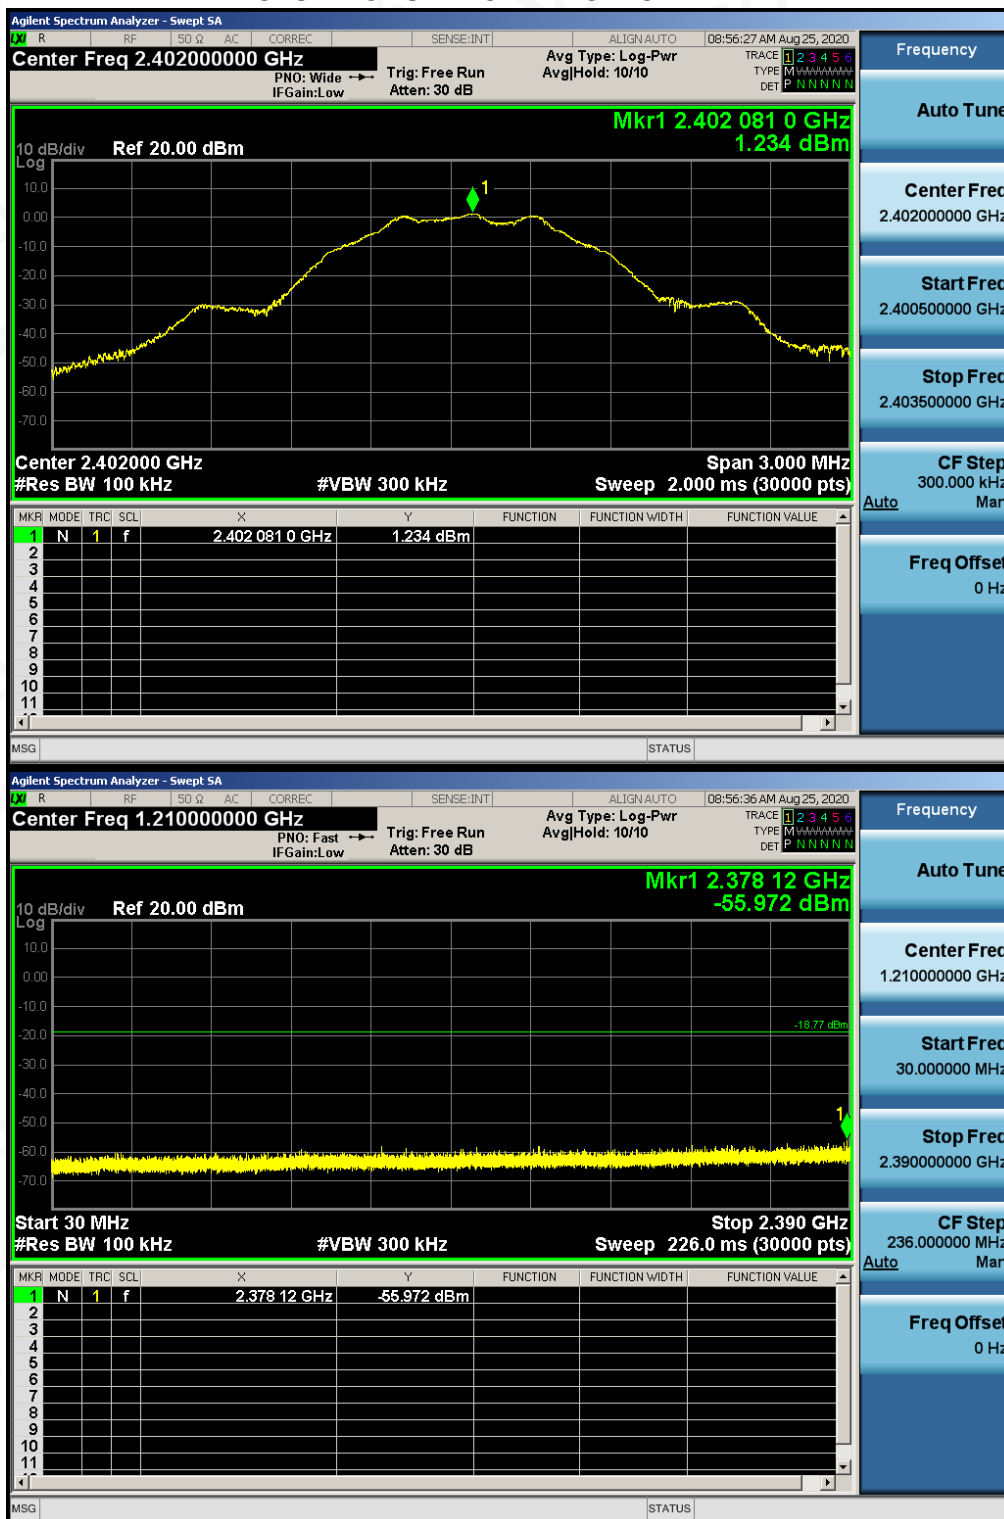 Agilent Spectrum Analyzer - Swept SA
LXI R RF 50 Ω AC CORREC SENSE:INT ALIGN AUTO 08:56:27 AM Aug 25, 2020
Center Freq 2.402000000 GHz
PNO: Wide
IFGain:Low
Trig: Free Run
Atten: 30 dB
Avg Type: Log-Pwr
Avg|Hold: 10/10
TRACE 1 2 3 4 5 6
TYPE M
DET P N N N N N
Mkr1 2.402 081 0 GHz
1.234 dBm
10 dB/div Ref 20.00 dBm
Log
10.0
0.00
-10.0
-20.0
-30.0
-40.0
-50.0
-60.0
-70.0
1
Center 2.402000 GHz Span 3.000 MHz
#Res BW 100 kHz #VBW 300 kHz Sweep 2.000 ms (30000 pts)
MKR MODE TRC SCL X Y FUNCTION FUNCTION WIDTH FUNCTION VALUE
1 N 1 f 2.402 081 0 GHz 1.234 dBm
2
3
4
5
6
7
8
9
10
11
MSG STATUS
Frequency
Auto Tune
Center Freq
2.402000000 GHz
Start Freq
2.400500000 GHz
Stop Freq
2.403500000 GHz
CF Step
300.000 kHz
Auto Man
Freq Offset
0 Hz
Agilent Spectrum Analyzer - Swept SA
LXI R RF 50 Ω AC CORREC SENSE:INT ALIGN AUTO 08:56:36 AM Aug 25, 2020
Center Freq 1.210000000 GHz
PNO: Fast
IFGain:Low
Trig: Free Run
Atten: 30 dB
Avg Type: Log-Pwr
Avg|Hold: 10/10
TRACE 1 2 3 4 5 6
TYPE M
DET P N N N N N
Mkr1 2.378 12 GHz
-55.972 dBm
10 dB/div Ref 20.00 dBm
Log
10.0
0.00
-10.0
-20.0
-30.0
-40.0
-50.0
-60.0
-70.0
-18.77 dBm
1
Start 30 MHz Stop 2.390 GHz
#Res BW 100 kHz #VBW 300 kHz Sweep 226.0 ms (30000 pts)
MKR MODE TRC SCL X Y FUNCTION FUNCTION WIDTH FUNCTION VALUE
1 N 1 f 2.378 12 GHz -55.972 dBm
2
3
4
5
6
7
8
9
10
11
MSG STATUS
Frequency
Auto Tune
Center Freq
1.210000000 GHz
Start Freq
30.000000 MHz
Stop Freq
2.390000000 GHz
CF Step
236.000000 MHz
Auto Man
Freq Offset
0 Hz